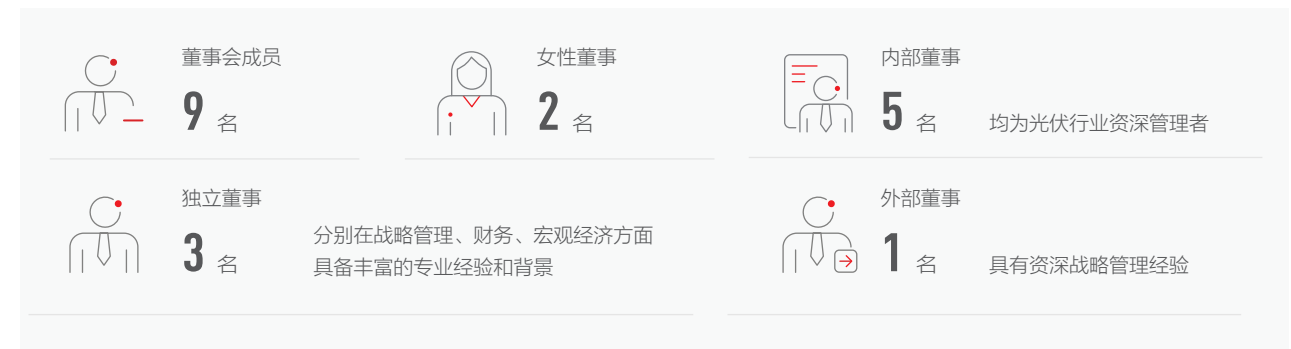 董事会成员
9 名
女性董事
2 名
内部董事
5 名
均为光伏行业资深管理者
独立董事
3 名
分别在战略管理、财务、宏观经济方面
具备丰富的专业经验和背景
外部董事
1 名
具有资深战略管理经验